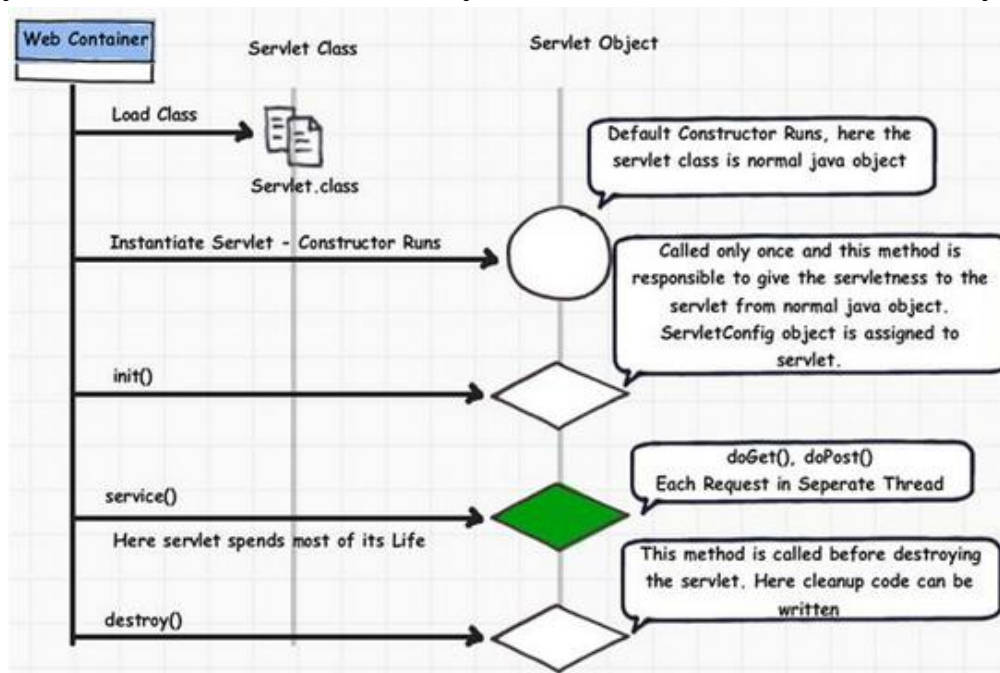 Web Container
Servlet Class
Servlet Object
Load Class
Servlet.class
Default Constructor Runs, here the
servlet class is normal java object
Instantiate Servlet - Constructor Runs
Called only once and this method is
responsible to give the servletness to the
servlet from normal java object.
ServletConfig object is assigned to
servlet.
init()
doGet(), doPost()
Each Request in Seperate Thread
service()
Here servlet spends most of its Life
This method is called before destroying
the servlet. Here cleanup code can be
written
destroy()